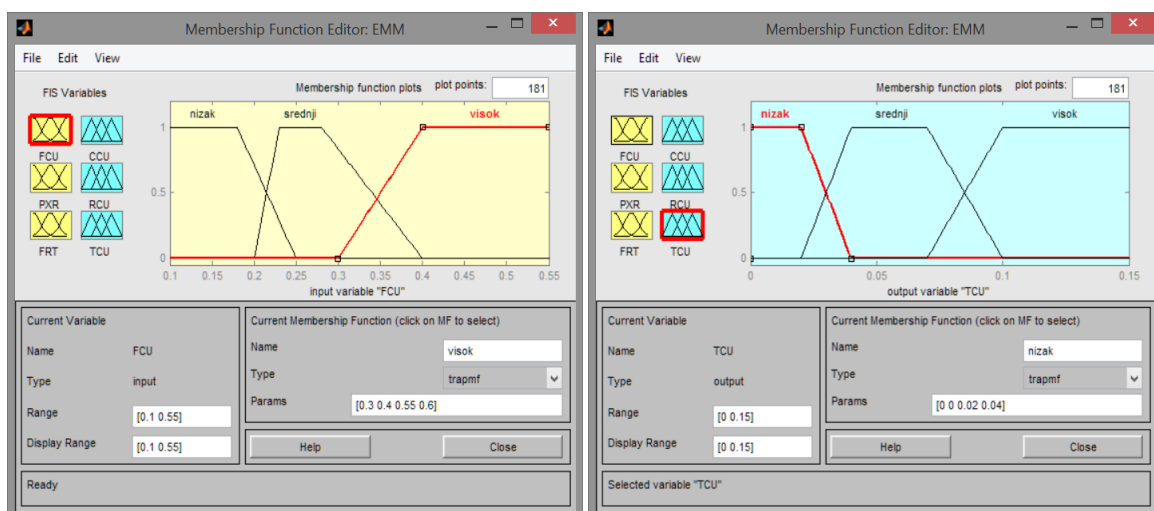 Membership Function Editor: EMM
File Edit View
FIS Variables
Membership function plots plot points: 181
FCU CCU
PXR RCU
FRT TCU
nizak srednji visok
1
0.5
0
0.1 0.15 0.2 0.25 0.3 0.35 0.4 0.45 0.5 0.55
input variable "FCU"
Current Variable
Name FCU
Type input
Range [0.1 0.55]
Display Range [0.1 0.55]
Current Membership Function (click on MF to select)
Name visok
Type trapmf
Params [0.3 0.4 0.55 0.6]
Help Close
Ready
Membership Function Editor: EMM
File Edit View
FIS Variables
Membership function plots plot points: 181
FCU CCU
PXR RCU
FRT TCU
nizak srednji visok
1
0.5
0
0 0.05 0.1 0.15
output variable "TCU"
Current Variable
Name TCU
Type output
Range [0 0.15]
Display Range [0 0.15]
Current Membership Function (click on MF to select)
Name nizak
Type trapmf
Params [0 0 0.02 0.04]
Help Close
Selected variable "TCU"